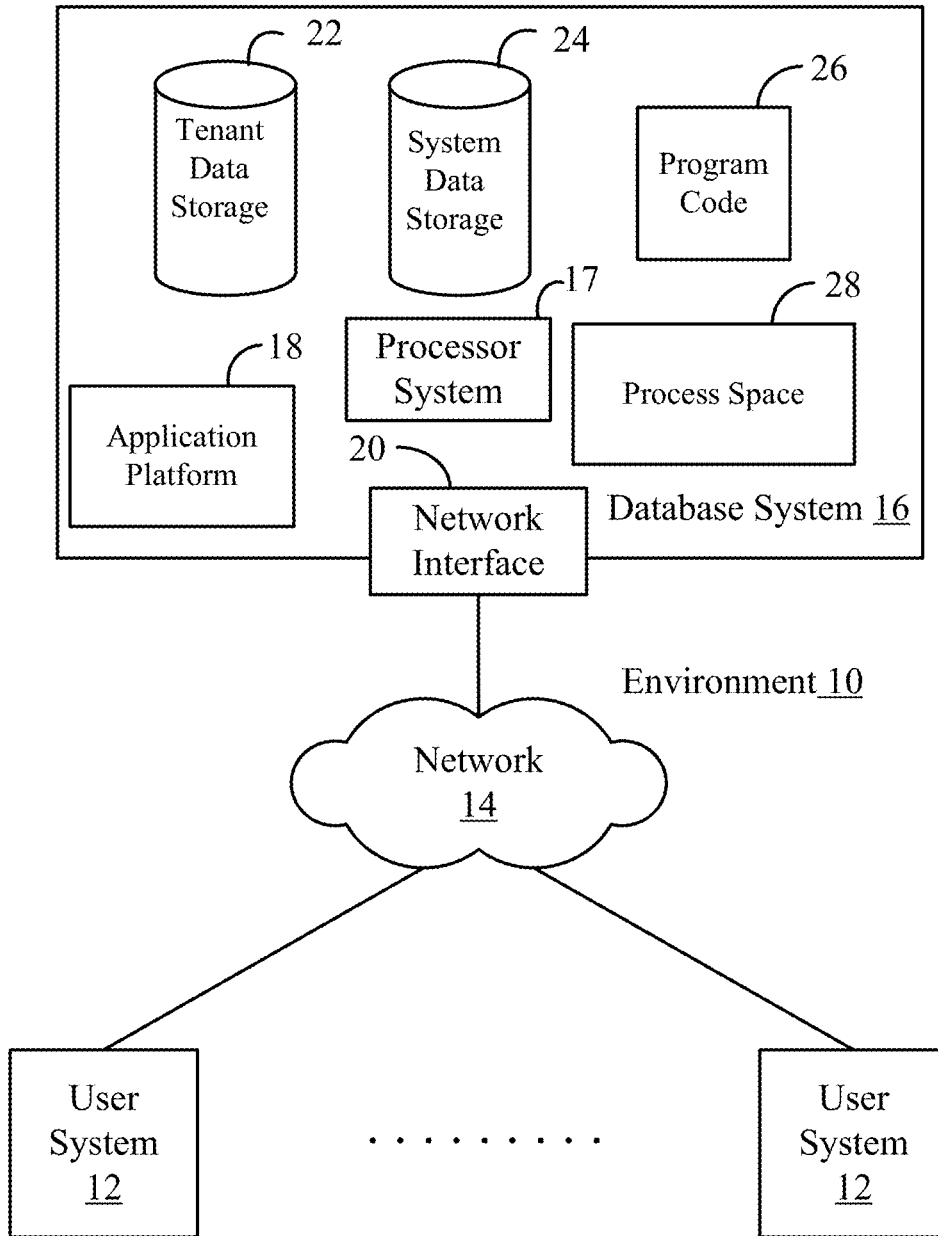 22
24
26
Tenant
Data
Storage
System
Data
Storage
Program
Code
17
28
18
Processor
System
Process Space
Application
Platform
20
Network
Interface
Database System 16
Environment 10
Network
14
User
System
12
. . . . . . . . . .
User
System
12